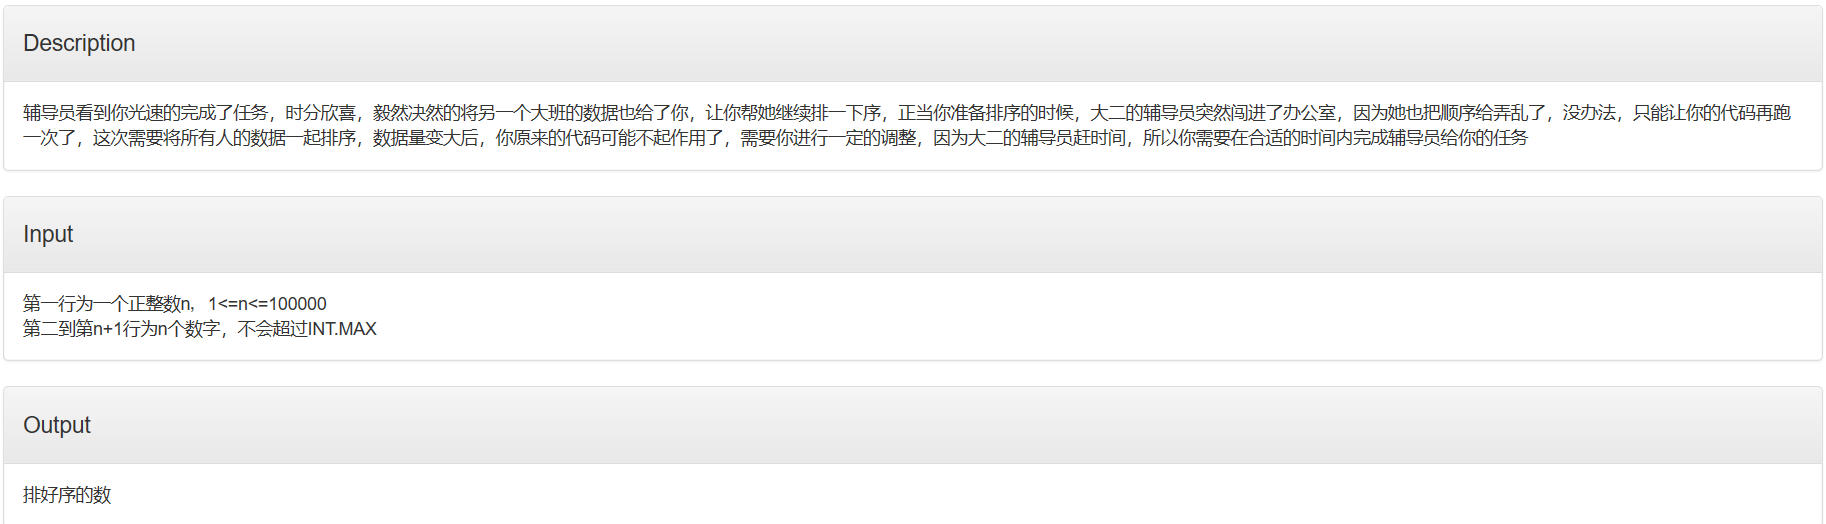 Description
辅导员看到你光速的完成了任务，时分欣喜，毅然决然的将另一个大班的数据也给了你，让你帮她继续排一下序，正当你准备排序的时候，大二的辅导员突然闯进了办公室，因为她也把顺序给弄乱了，没办法，只能让你的代码再跑
一次了，这次需要将所有人的数据一起排序，数据量变大后，你原来的代码可能不起作用了，需要你进行一定的调整，因为大二的辅导员赶时间，所以你需要在合适的时间内完成辅导员给你的任务
Input
第一行为一个正整数n，1<=n<=100000
第二到第n+1行为n个数字，不会超过INT.MAX
Output
排好序的数